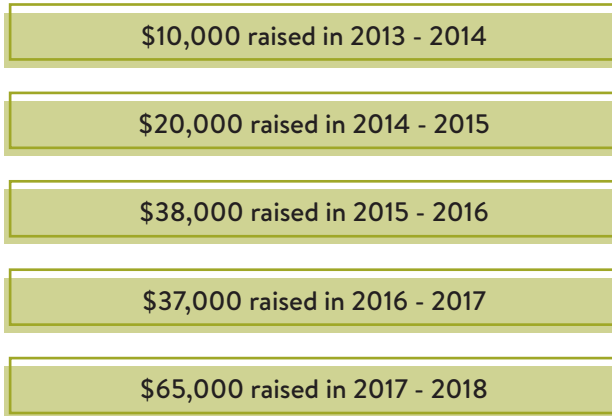 $10,000 raised in 2013 - 2014
$20,000 raised in 2014 - 2015
$38,000 raised in 2015 - 2016
$37,000 raised in 2016 - 2017
$65,000 raised in 2017 - 2018